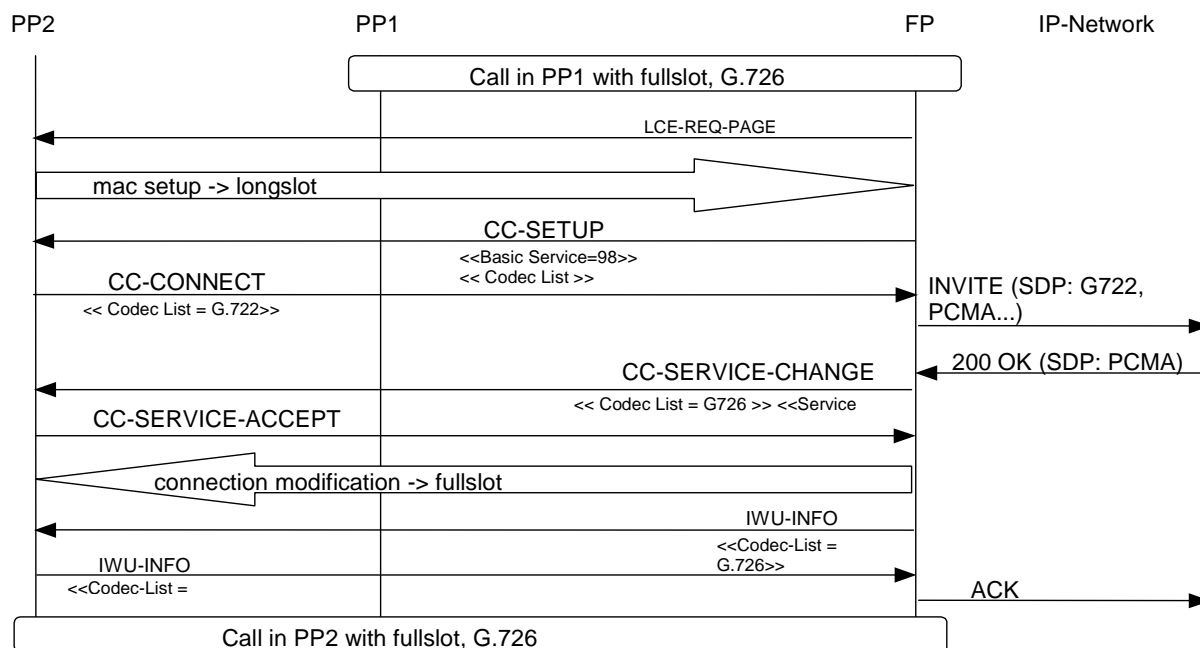 PP2 PP1 FP IP-Network
Call in PP1 with fullslot, G.726
LCE-REQ-PAGE
mac setup -> longslot
CC-SETUP
<<Basic Service=98>>
<< Codec List >>
CC-CONNECT
<< Codec List = G.722>>
INVITE (SDP: G722,
PCMA...)
200 OK (SDP: PCMA)
CC-SERVICE-CHANGE
<< Codec List = G726 >> <<Service
CC-SERVICE-ACCEPT
connection modification -> fullslot
IWU-INFO
<<Codec-List =
G.726>>
IWU-INFO
<<Codec-List =
ACK
Call in PP2 with fullslot, G.726